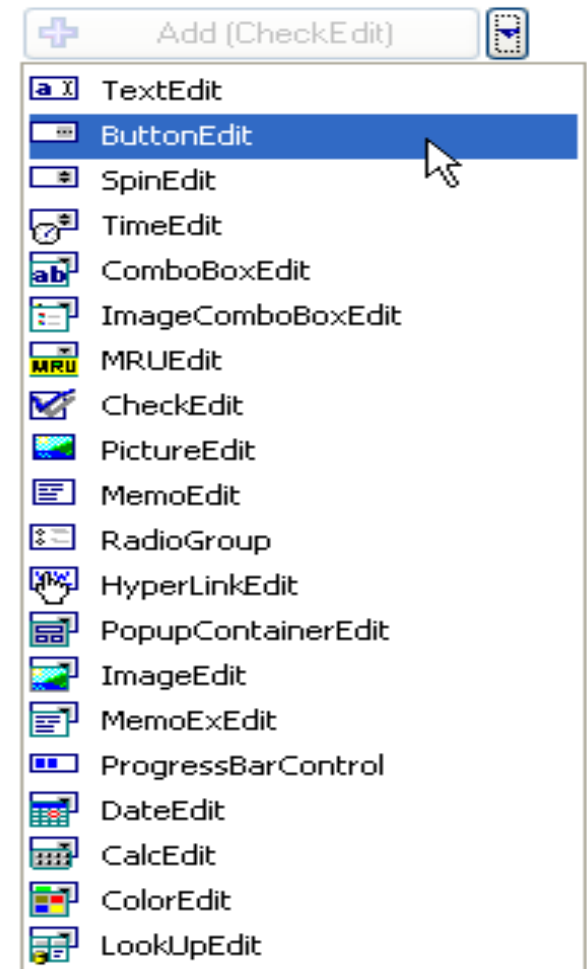 Add (CheckEdit)
TextEdit
ButtonEdit
SpinEdit
TimeEdit
ComboBoxEdit
ImageComboBoxEdit
MRUEdit
CheckEdit
PictureEdit
MemoEdit
RadioGroup
HyperLinkEdit
PopupContainerEdit
ImageEdit
MemoExEdit
ProgressBarControl
DateEdit
CalcEdit
ColorEdit
LookUpEdit